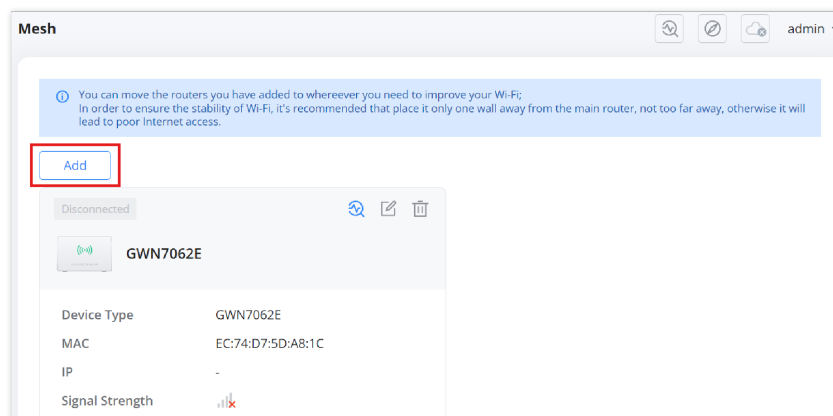 Mesh
admin
You can move the routers you have added to whereever you need to improve your Wi-Fi;
In order to ensure the stability of Wi-Fi, it's recommended that place it only one wall away from the main router, not too far away, otherwise it will
lead to poor Internet access.
Add
Disconnected
GWN7062E
Device Type GWN7062E
MAC EC:74:D7:5D:A8:1C
IP -
Signal Strength